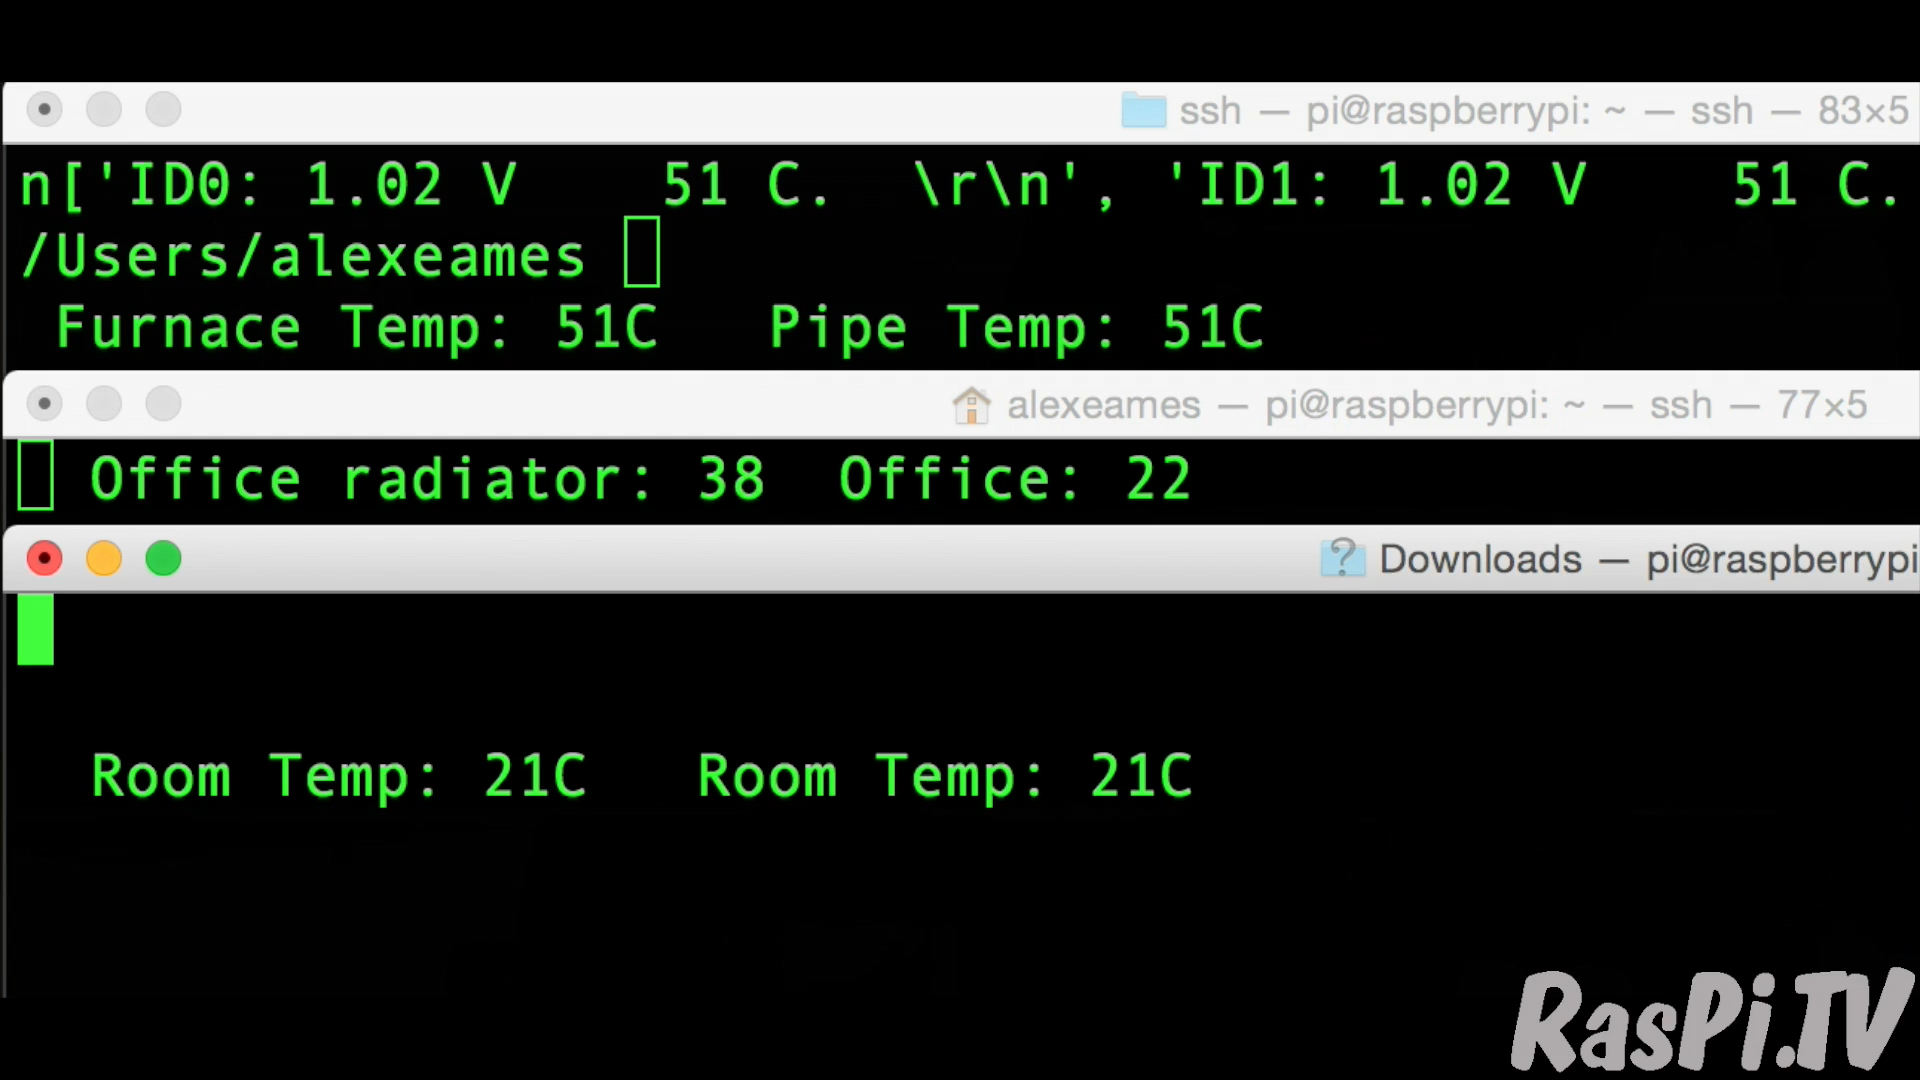 ssh — pi@raspberrypi: ~ — ssh — 83×5
n['ID0: 1.02 V    51 C.  \r\n', 'ID1: 1.02 V    51 C.
/Users/alexeames
Furnace Temp: 51C   Pipe Temp: 51C
alexeames — pi@raspberrypi: ~ — ssh — 77×5
Office radiator: 38  Office: 22
Downloads — pi@raspberrypi
Room Temp: 21C   Room Temp: 21C
RasPi.TV